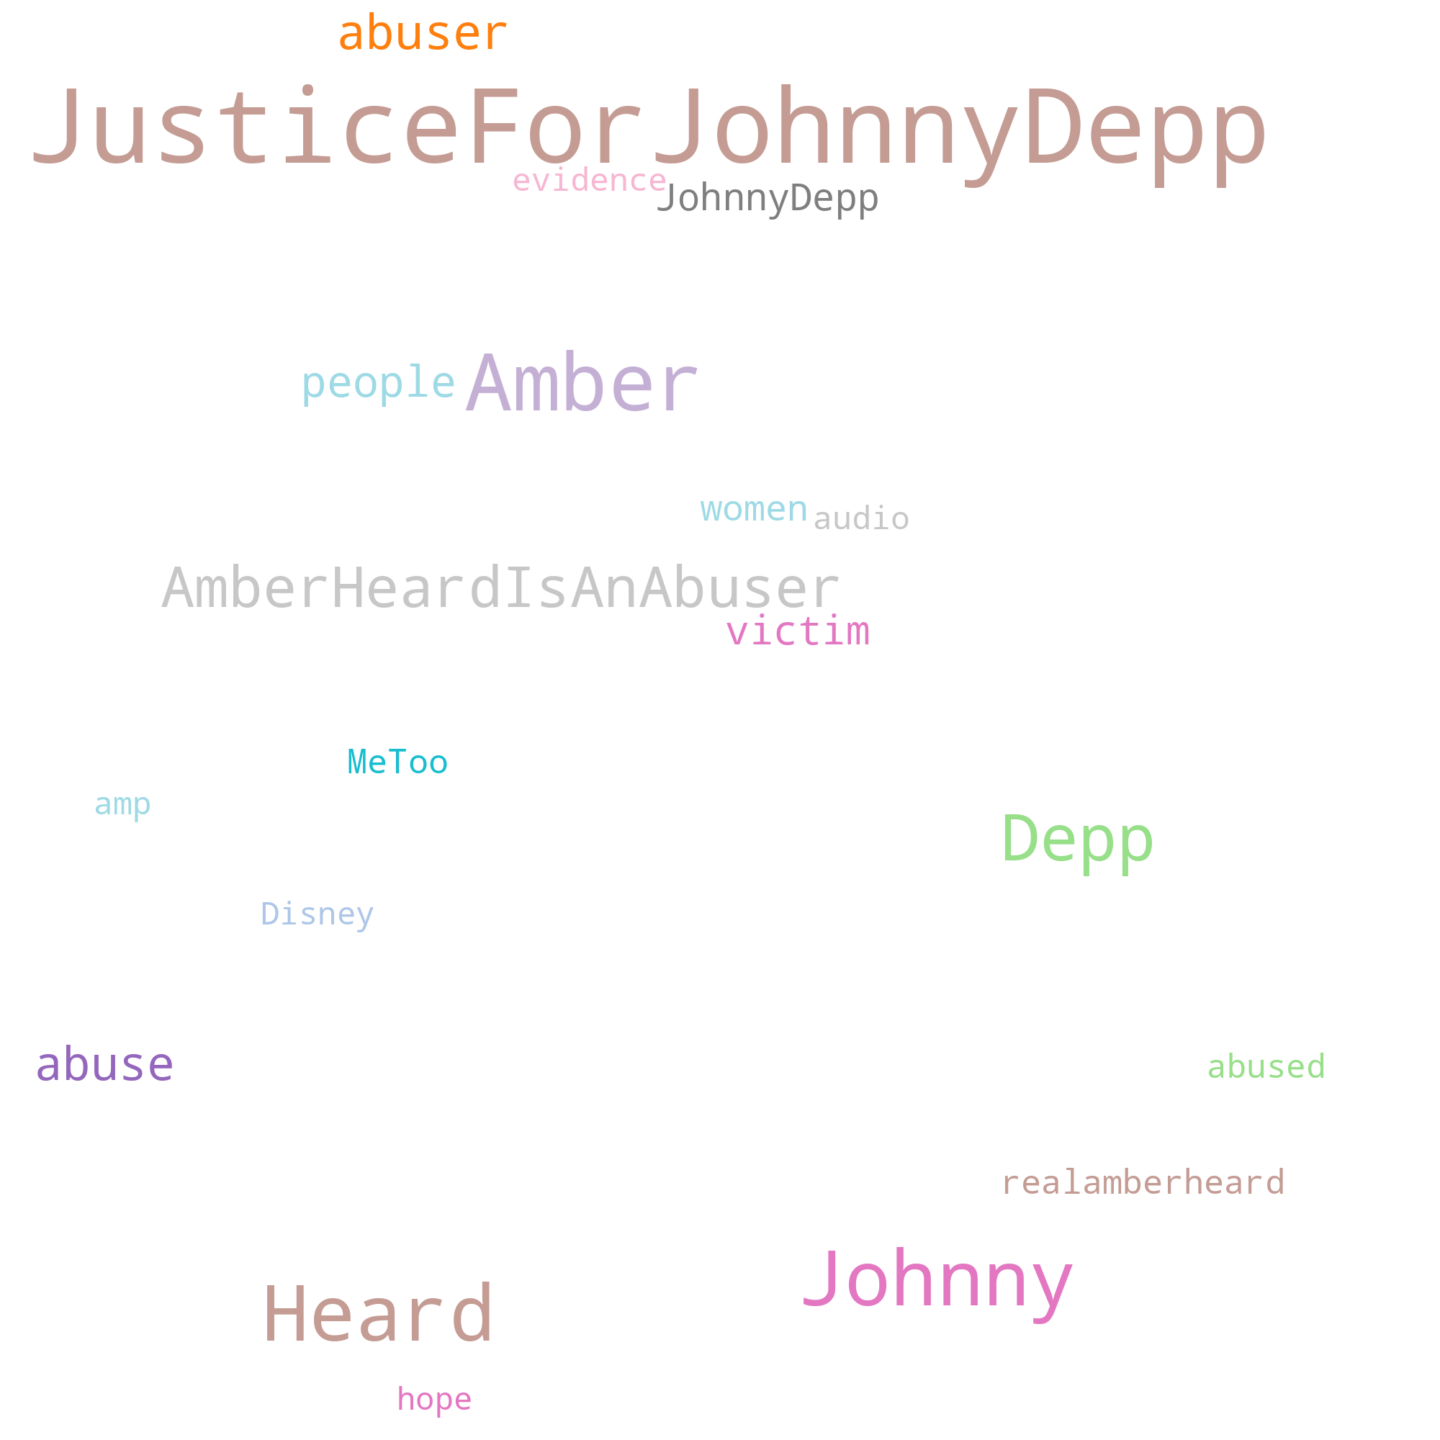 abuser
JusticeForJohnnyDepp
evidence
JohnnyDepp
people Amber
women audio
AmberHeardIsAnAbuser
victim
MeToo
amp
Depp
Disney
abuse abused
realamberheard
Johnny
Heard
hope